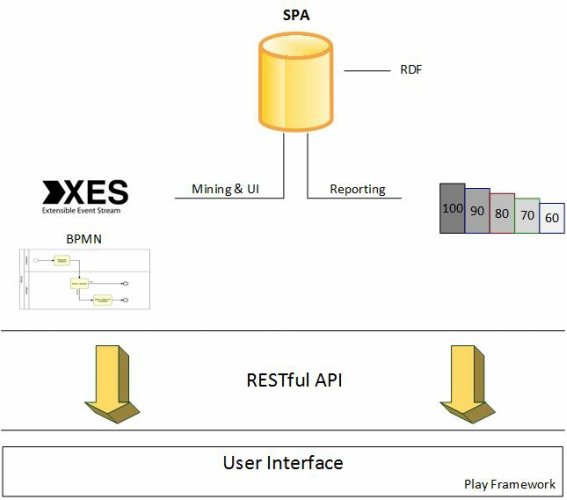 SPA
RDF
Mining & UI
Reporting
XES
Extensible Event Stream
100
90
80
70
60
BPMN
RESTful API
User Interface
Play Framework